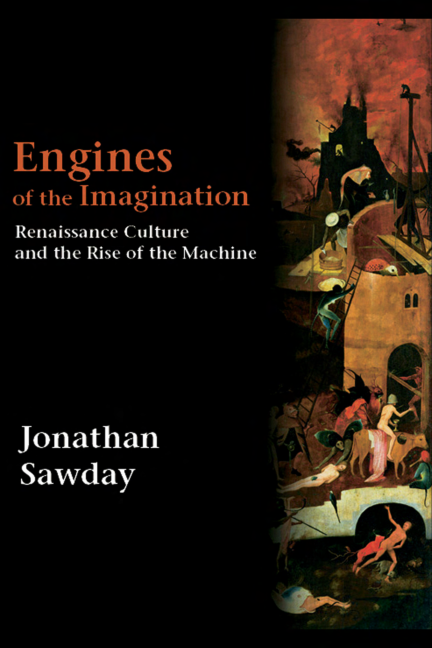 Engines
of the Imagination
Renaissance Culture
and the Rise of the Machine
Jonathan
Sawday